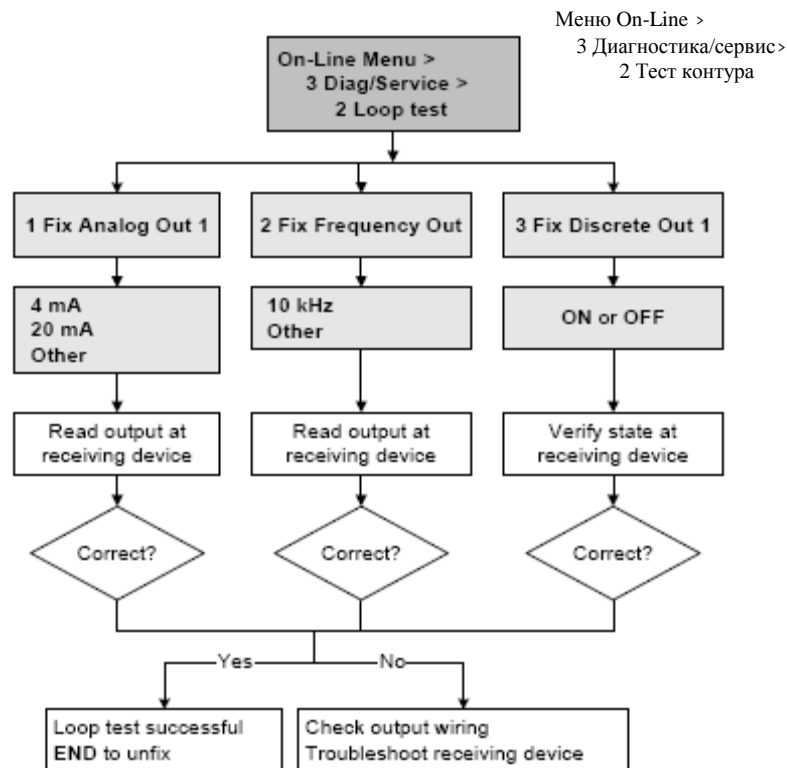 Меню On-Line >
3 Диагностика/сервис>
2 Тест контура
On-Line Menu >
3 Diag/Service >
2 Loop test
1 Fix Analog Out 1
2 Fix Frequency Out
3 Fix Discrete Out 1
4 mA
20 mA
Other
10 kHz
Other
ON or OFF
Read output at
receiving device
Read output at
receiving device
Verify state at
receiving device
Correct?
Correct?
Correct?
Yes
No
Loop test successful
END to unfix
Check output wiring
Troubleshoot receiving device